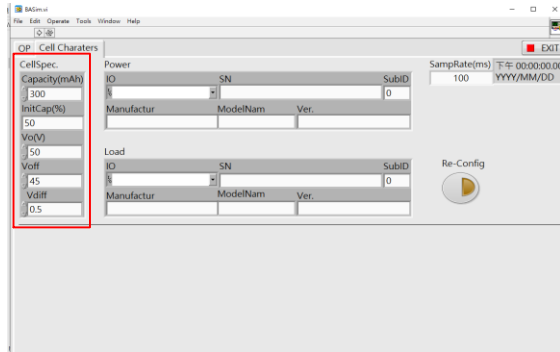 BASim.vi
File Edit Operate Tools Window Help
OP Cell Charaters
EXIT
CellSpec.
Capacity(mAh)
300
InitCap(%)
50
Vo(V)
50
Voff
45
Vdiff
0.5
Power
IO SN SubID
0
Manufactur ModelNam Ver.
Load
IO SN SubID
0
Manufactur ModelNam Ver.
SampRate(ms)
100
下午 00:00:00.00
YYYY/MM/DD
Re-Config